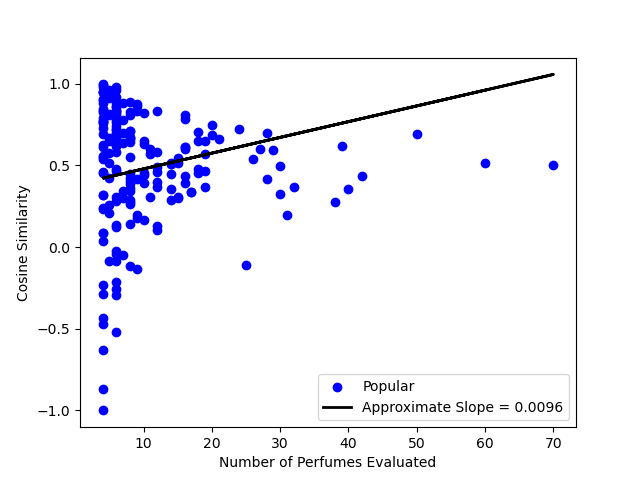 1.0
0.5
0.0
−0.5
−1.0
Cosine Similarity
Popular
Approximate Slope = 0.0096
10 20 30 40 50 60 70
Number of Perfumes Evaluated